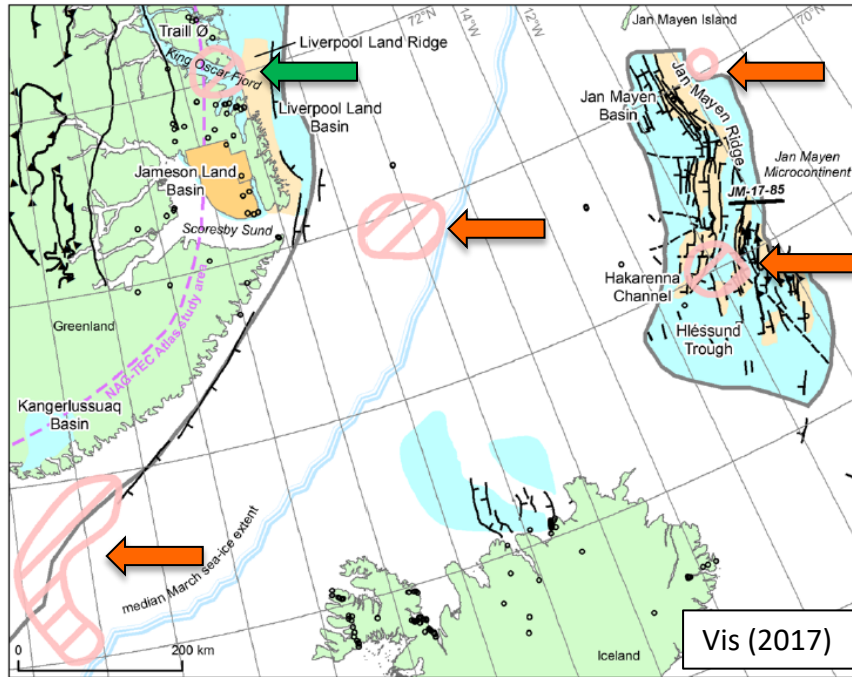 Traill Ø
King Oscar Fjord
Liverpool Land Ridge
Liverpool Land
Basin
Jameson Land
Basin
Scoresby Sund
Greenland
NAG-TEC Atlas study area
Kangerlussuaq
Basin
median March sea-ice extent
0
200 km
72°N
14°W
12°W
Jan Mayen Island
70°N
Jan Mayen
Basin
Jan Mayen Ridge
Jan Mayen
Microcontinent
JM-17-85
Hakarenna
Channel
Hléssund
Trough
Iceland
Vis (2017)